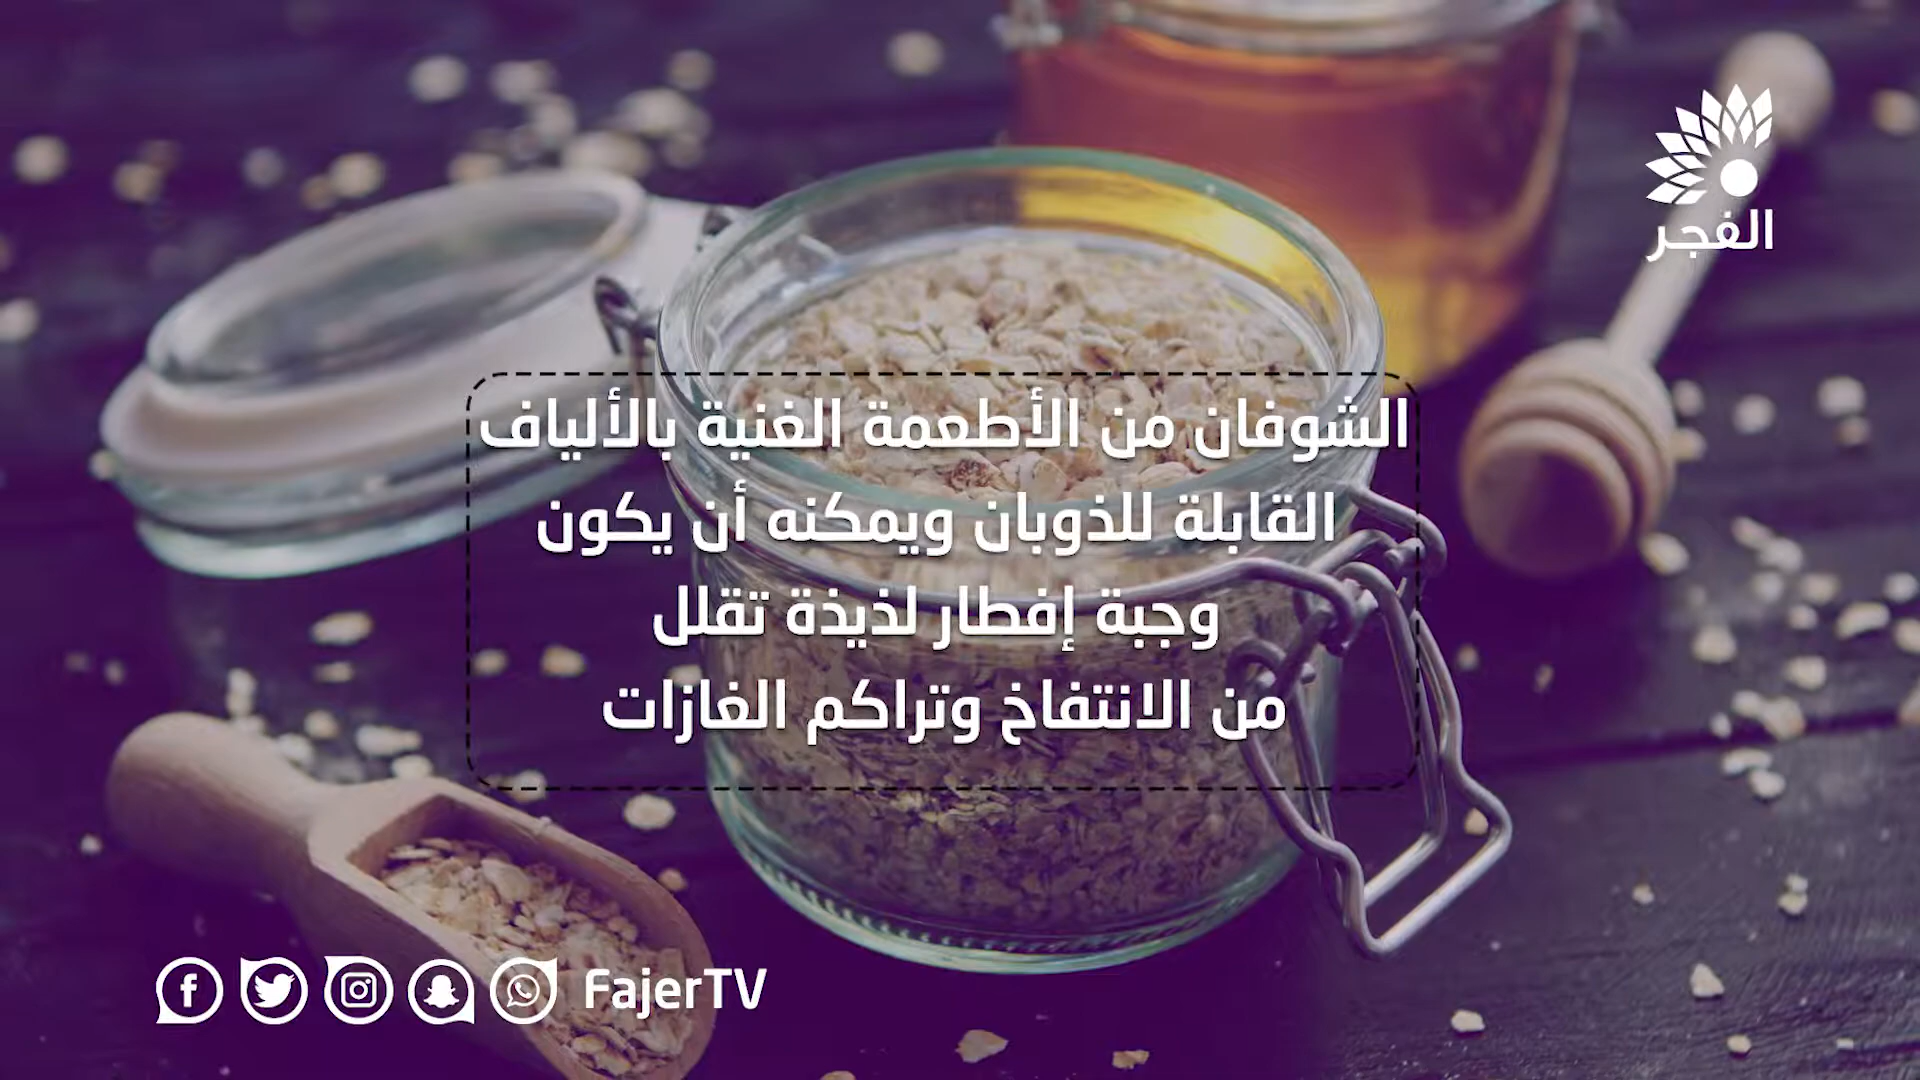 الفجر
الشوفان من الأطعمة الغنية بالألياف
القابلة للذوبان ويمكنه أن يكون
وجبة إفطار لذيذة تقلل
من الانتفاخ وتراكم الغازات
FajerTV